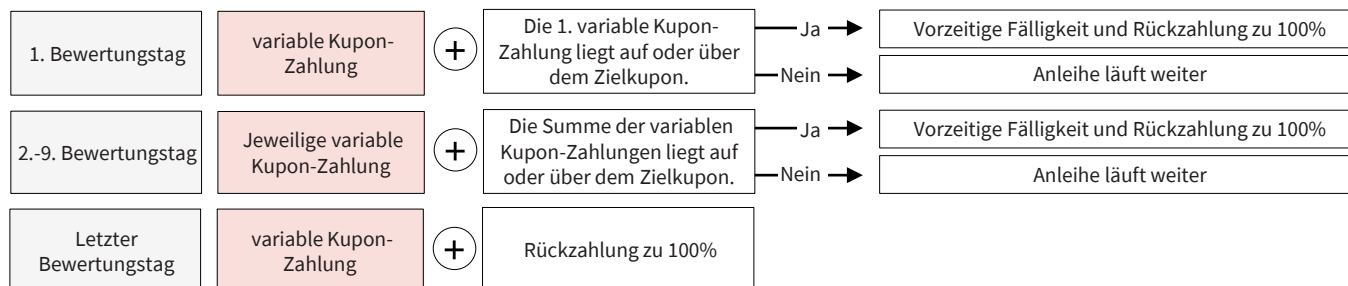 1. Bewertungstag
variable Kupon-
Zahlung
+
Die 1. variable Kupon-
Zahlung liegt auf oder über
dem Zielkupon.
Ja
Vorzeitige Fälligkeit und Rückzahlung zu 100%
Nein
Anleihe läuft weiter
2.-9. Bewertungstag
Jeweilige variable
Kupon-Zahlung
+
Die Summe der variablen
Kupon-Zahlungen liegt auf
oder über dem Zielkupon.
Ja
Vorzeitige Fälligkeit und Rückzahlung zu 100%
Nein
Anleihe läuft weiter
Letzter
Bewertungstag
variable Kupon-
Zahlung
+
Rückzahlung zu 100%